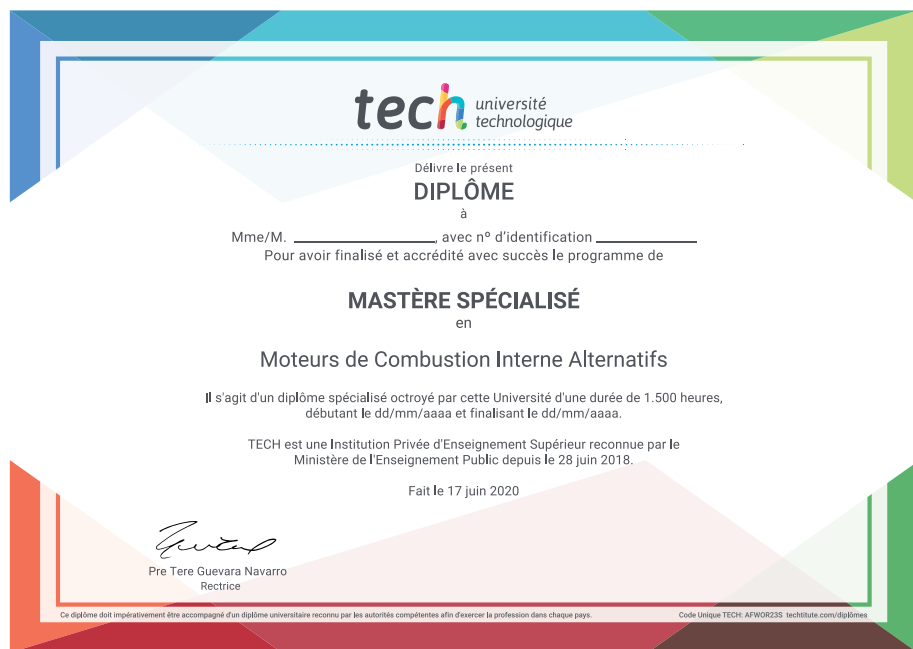 tech université
technologique
Délivre le présent
DIPLÔME
à
Mme/M. ____________, avec nº d'identification ____________
Pour avoir finalisé et accrédité avec succès le programme de
MASTÈRE SPÉCIALISÉ
en
Moteurs de Combustion Interne Alternatifs
Il s'agit d'un diplôme spécialisé octroyé par cette Université d'une durée de 1.500 heures,
débutant le dd/mm/aaaa et finalisant le dd/mm/aaaa.
TECH est une Institution Privée d'Enseignement Supérieur reconnue par le
Ministère de l'Enseignement Public depuis le 28 juin 2018.
Fait le 17 juin 2020
Pre Tere Guevara Navarro
Rectrice
Ce diplôme doit impérativement être accompagné d'un diplôme universitaire reconnu par les autorités compétentes afin d'exercer la profession dans chaque pays.
Code Unique TECH: AFWOR23S techtitute.com/diplômes